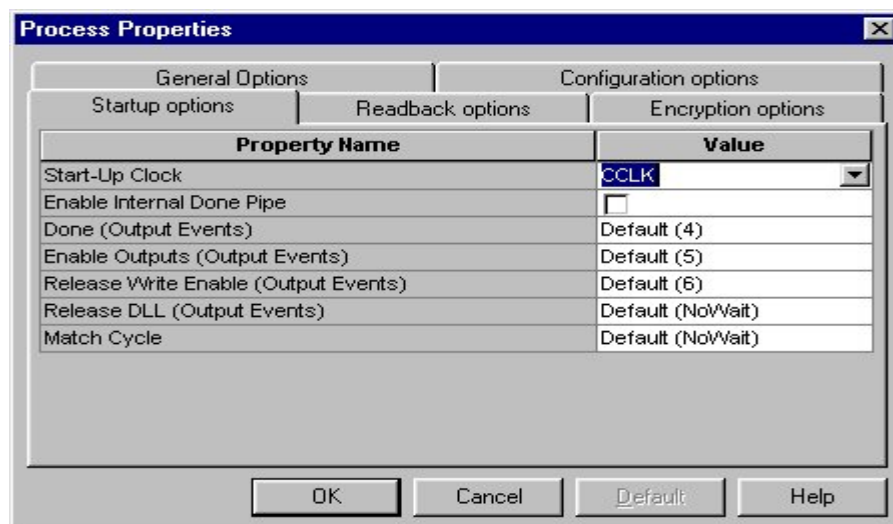 Process Properties
General Options Configuration options
Startup options Readback options Encryption options
Property Name Value
Start-Up Clock CCLK
Enable Internal Done Pipe
Done (Output Events) Default (4)
Enable Outputs (Output Events) Default (5)
Release Write Enable (Output Events) Default (6)
Release DLL (Output Events) Default (NoWait)
Match Cycle Default (NoWait)
OK Cancel Default Help